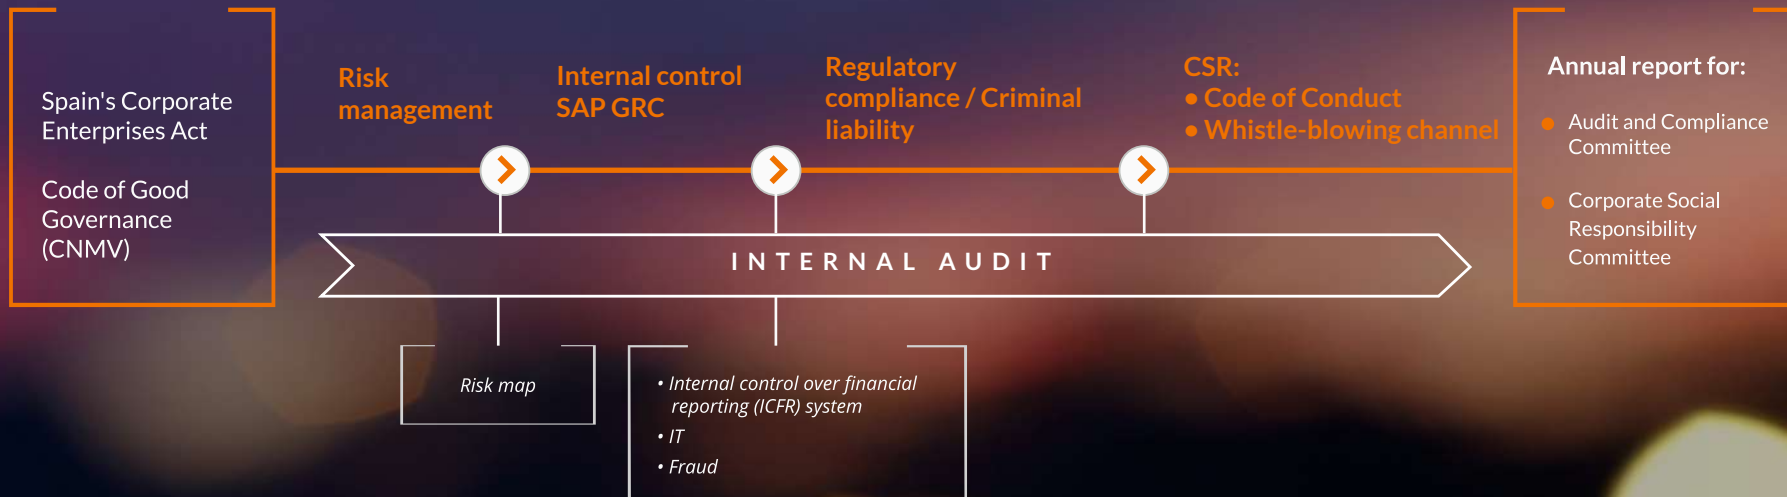 Spain's Corporate
Enterprises Act
Code of Good
Governance
(CNMV)
Risk
management
Internal control
SAP GRC
Regulatory
compliance / Criminal
liability
CSR:
• Code of Conduct
• Whistle-blowing channel
Annual report for:
Audit and Compliance
Committee
Corporate Social
Responsibility
Committee
INTERNAL AUDIT
Risk map
• Internal control over financial
reporting (ICFR) system
• IT
• Fraud